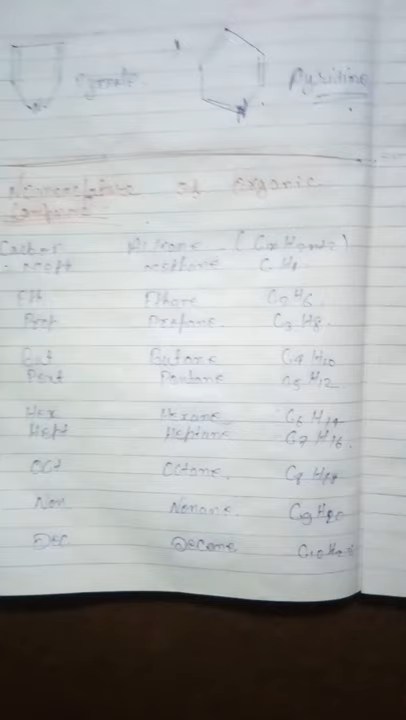 N
Pyridine
N
Nomenclature of Organic
Compound
Carbon Alkane (CnH2n+2)
Meth Methane CH4
Eth Ethane C2H6
Prop Propane C3H8.
But Butane C4H10
Pent Pentane C5H12
Hex Hexane C6H14
Hept Heptane C7H16.
Oct Octane. C8H18
Non Nonane. C9H20
Dec Decane C10H22